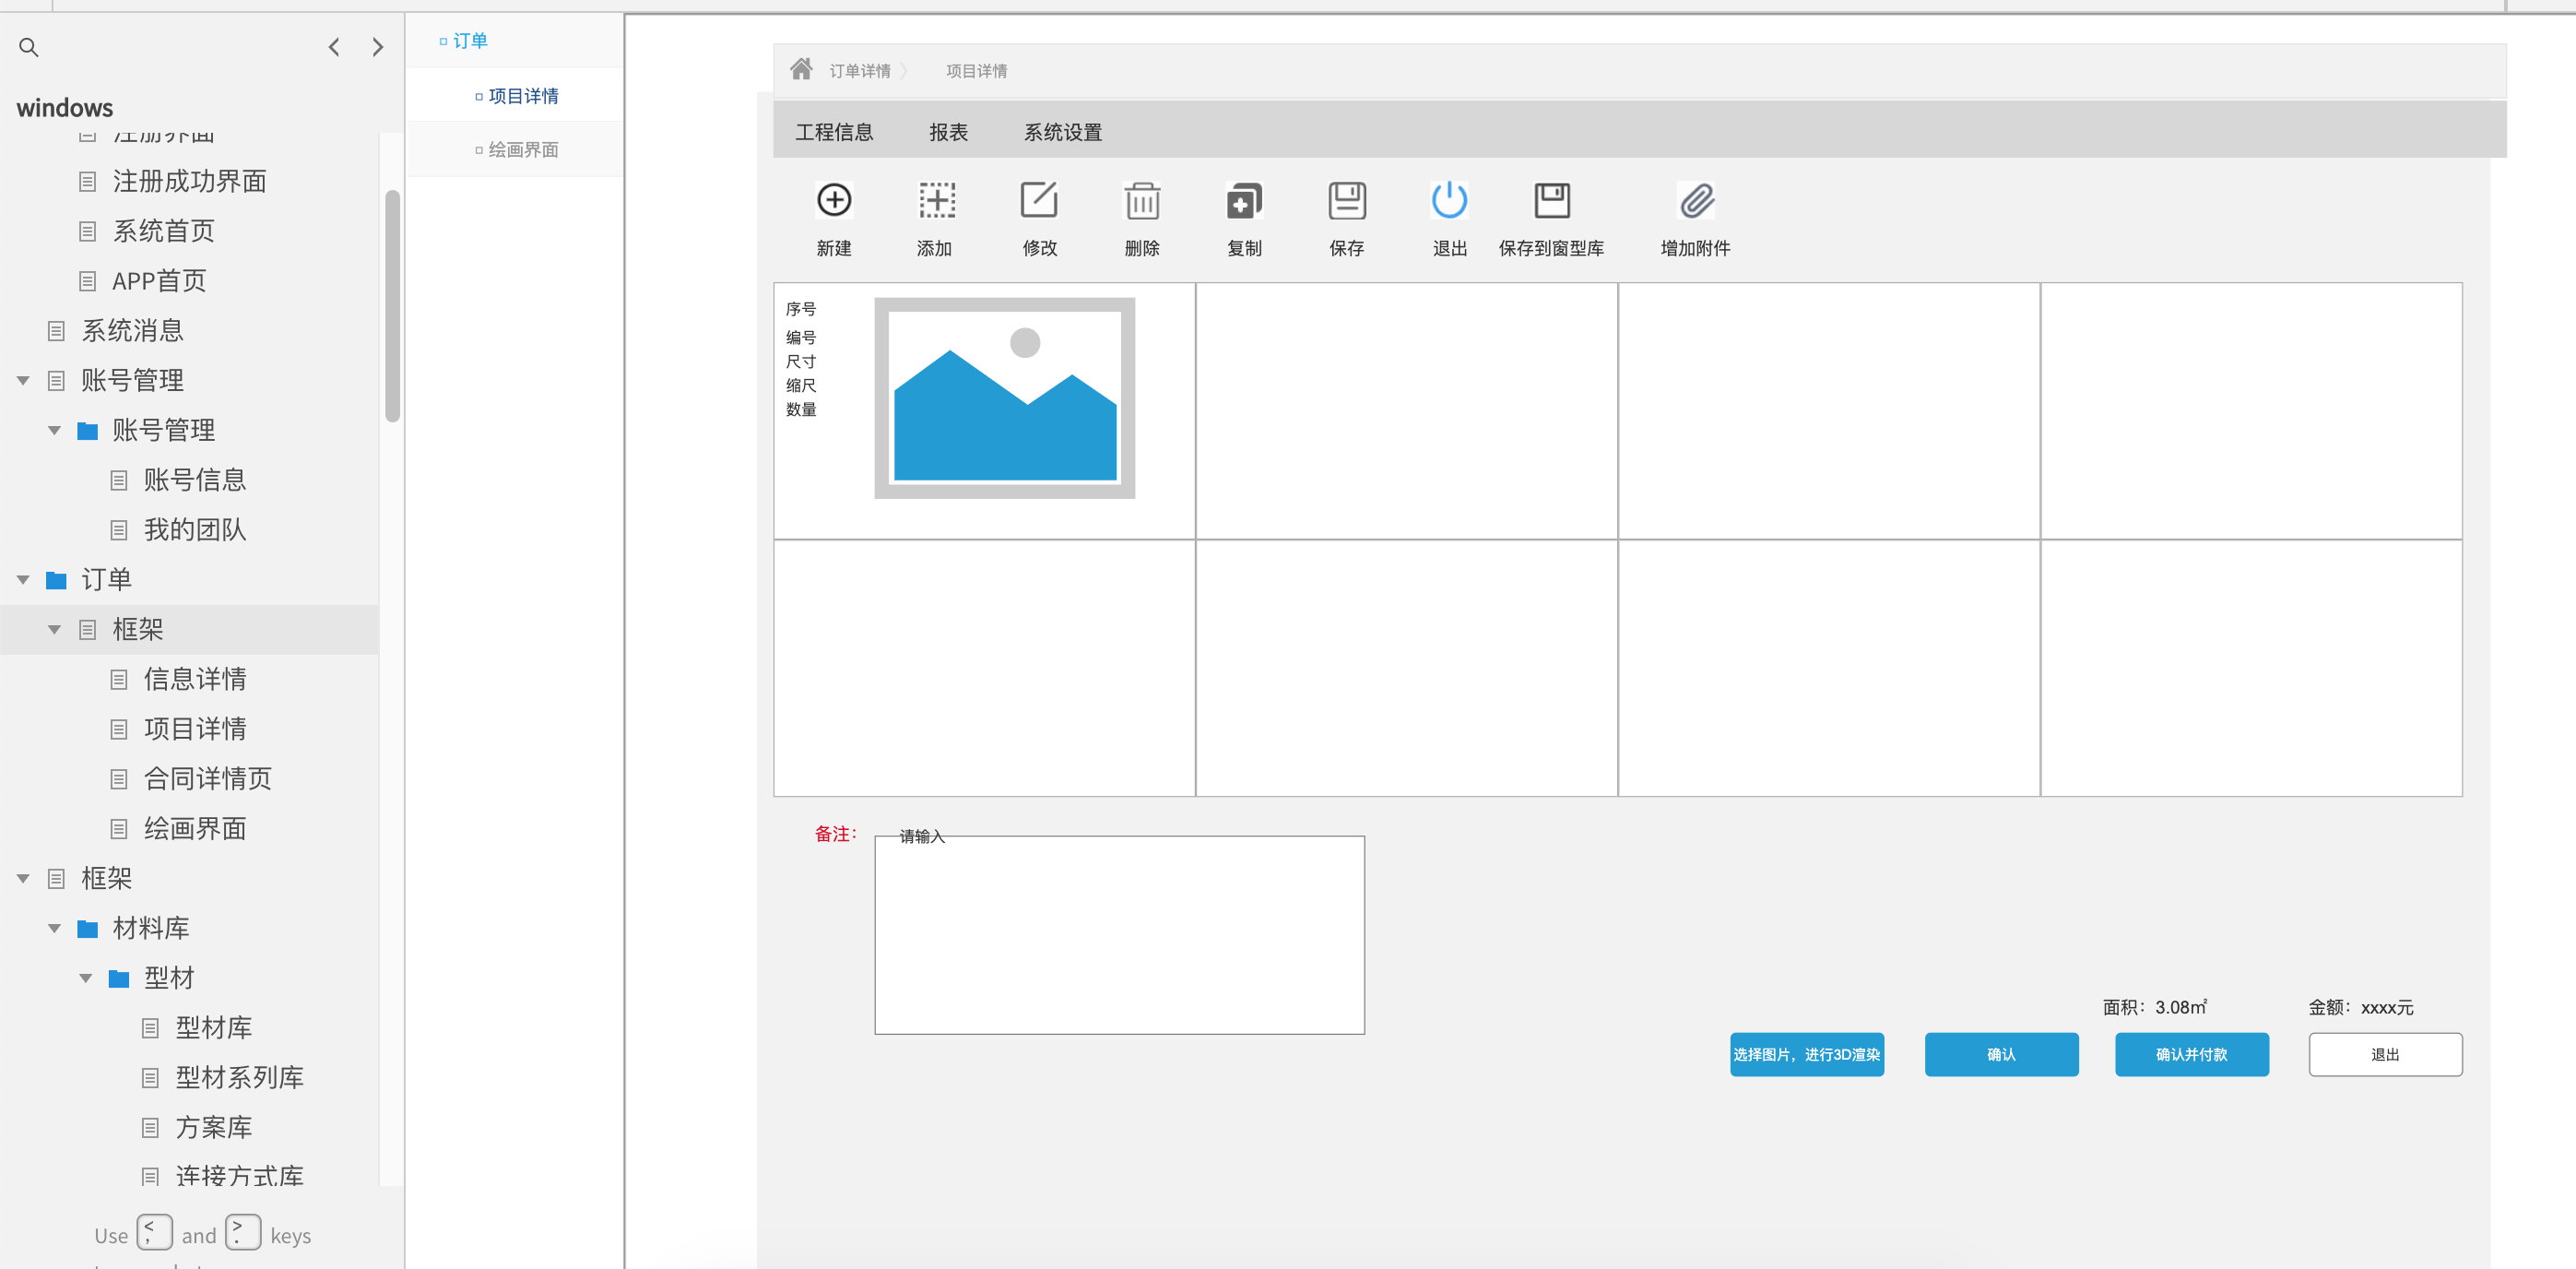 windows
注册界面
注册成功界面
系统首页
APP首页
系统消息
账号管理
账号管理
账号信息
我的团队
订单
框架
信息详情
项目详情
合同详情页
绘画界面
框架
材料库
型材
型材库
型材系列库
方案库
连接方式库
Use < , and > . keys
订单
项目详情
绘画界面
订单详情 项目详情
工程信息 报表 系统设置
新建 添加 修改 删除 复制 保存 退出 保存到窗型库 增加附件
序号
编号
尺寸
缩尺
数量
备注：
请输入
面积：3.08㎡ 金额：xxxx元
选择图片，进行3D渲染 确认 确认并付款 退出